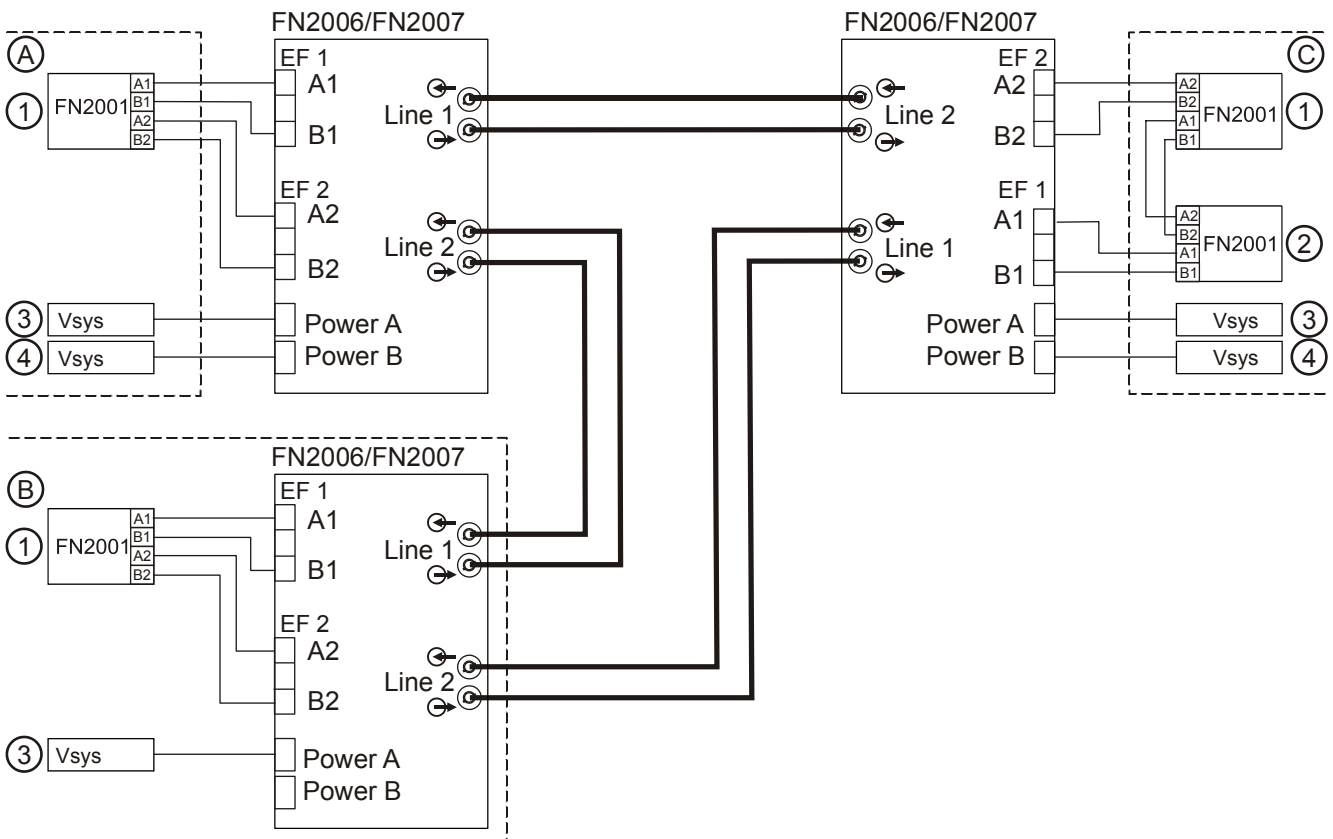 FN2006/FN2007
A
EF 1
1
FN2001
A1
B1
A2
B2
A1
B1
Line 1
EF 2
A2
B2
Line 2
3
Vsys
Power A
4
Vsys
Power B
FN2006/FN2007
C
EF 2
A2
B2
Line 2
A2
B2
A1
B1
FN2001
1
EF 1
A1
B1
Line 1
A2
B2
A1
B1
FN2001
2
Power A
Vsys
3
Power B
Vsys
4
FN2006/FN2007
B
EF 1
1
FN2001
A1
B1
A2
B2
A1
B1
Line 1
EF 2
A2
B2
Line 2
3
Vsys
Power A
Power B